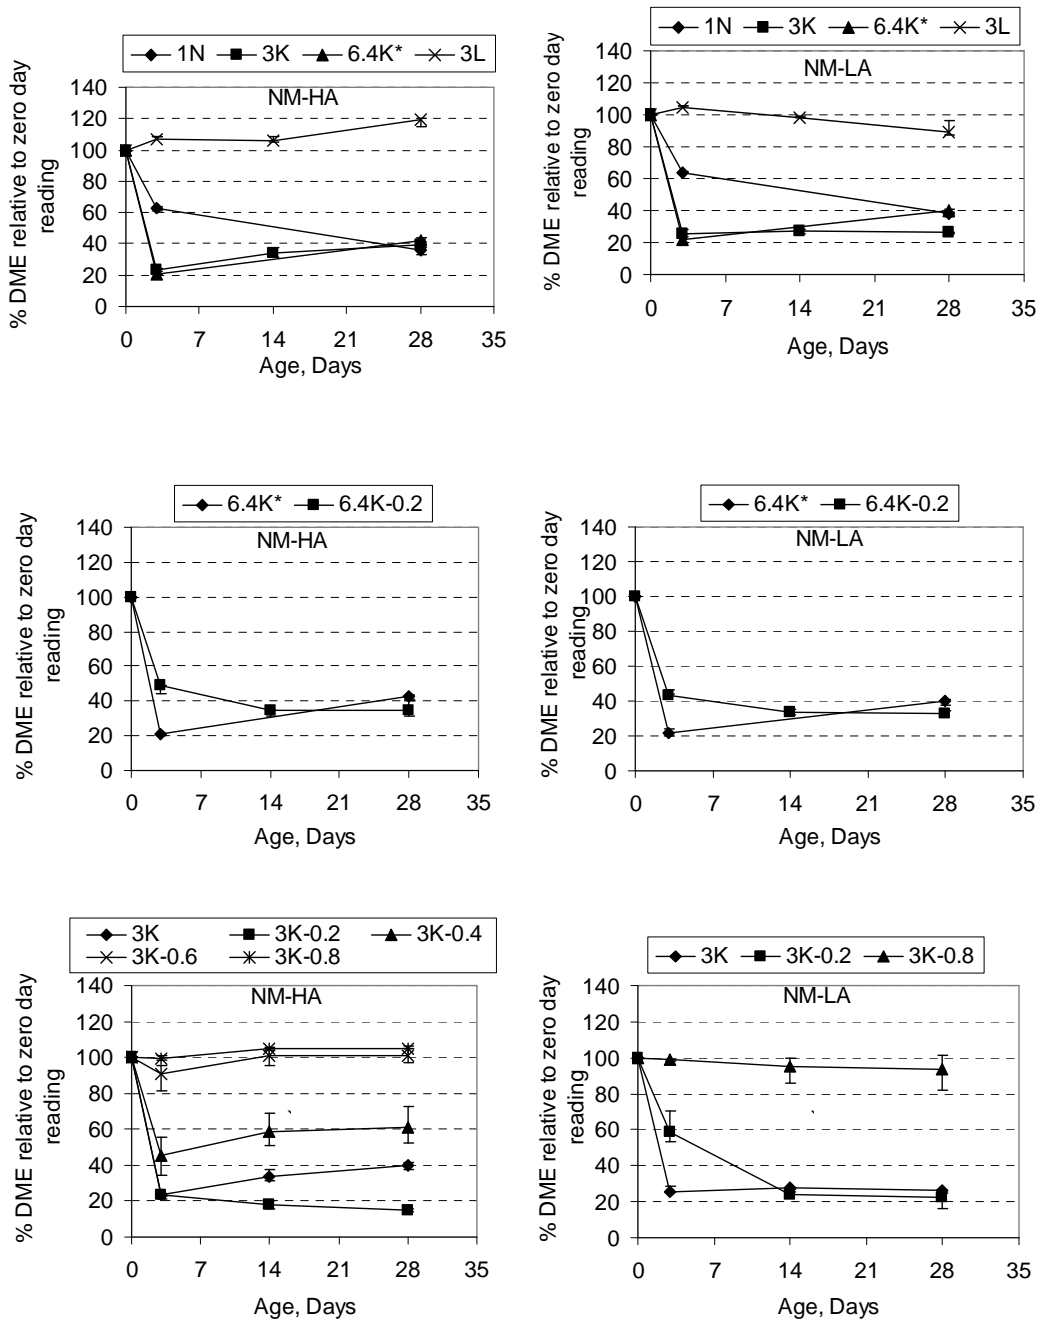 1N 3K 6.4K* 3L
NM-HA
% DME relative to zero day
reading
140
120
100
80
60
40
20
0
0 7 14 21 28 35
Age, Days
1N 3K 6.4K* 3L
NM-LA
% DME relative to zero day
reading
140
120
100
80
60
40
20
0
0 7 14 21 28 35
Age, Days
6.4K* 6.4K-0.2
NM-HA
% DME relative to zero day
reading
140
120
100
80
60
40
20
0
0 7 14 21 28 35
Age, Days
6.4K* 6.4K-0.2
NM-LA
% DME relative to zero day
reading
140
120
100
80
60
40
20
0
0 7 14 21 28 35
Age, Days
3K 3K-0.2 3K-0.4
3K-0.6 3K-0.8
NM-HA
% DME relative to zero day
reading
140
120
100
80
60
40
20
0
0 7 14 21 28 35
Age, Days
3K 3K-0.2 3K-0.8
NM-LA
% DME relative to zero day
reading
140
120
100
80
60
40
20
0
0 7 14 21 28 35
Age, Days